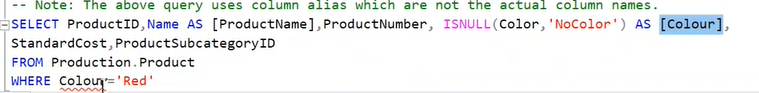 -- Note: The above query uses column alias which are not the actual column names.
SELECT ProductID,Name AS [ProductName],ProductNumber, ISNULL(Color,'NoColor') AS [Colour],
StandardCost,ProductSubcategoryID
FROM Production.Product
WHERE Colour='Red'